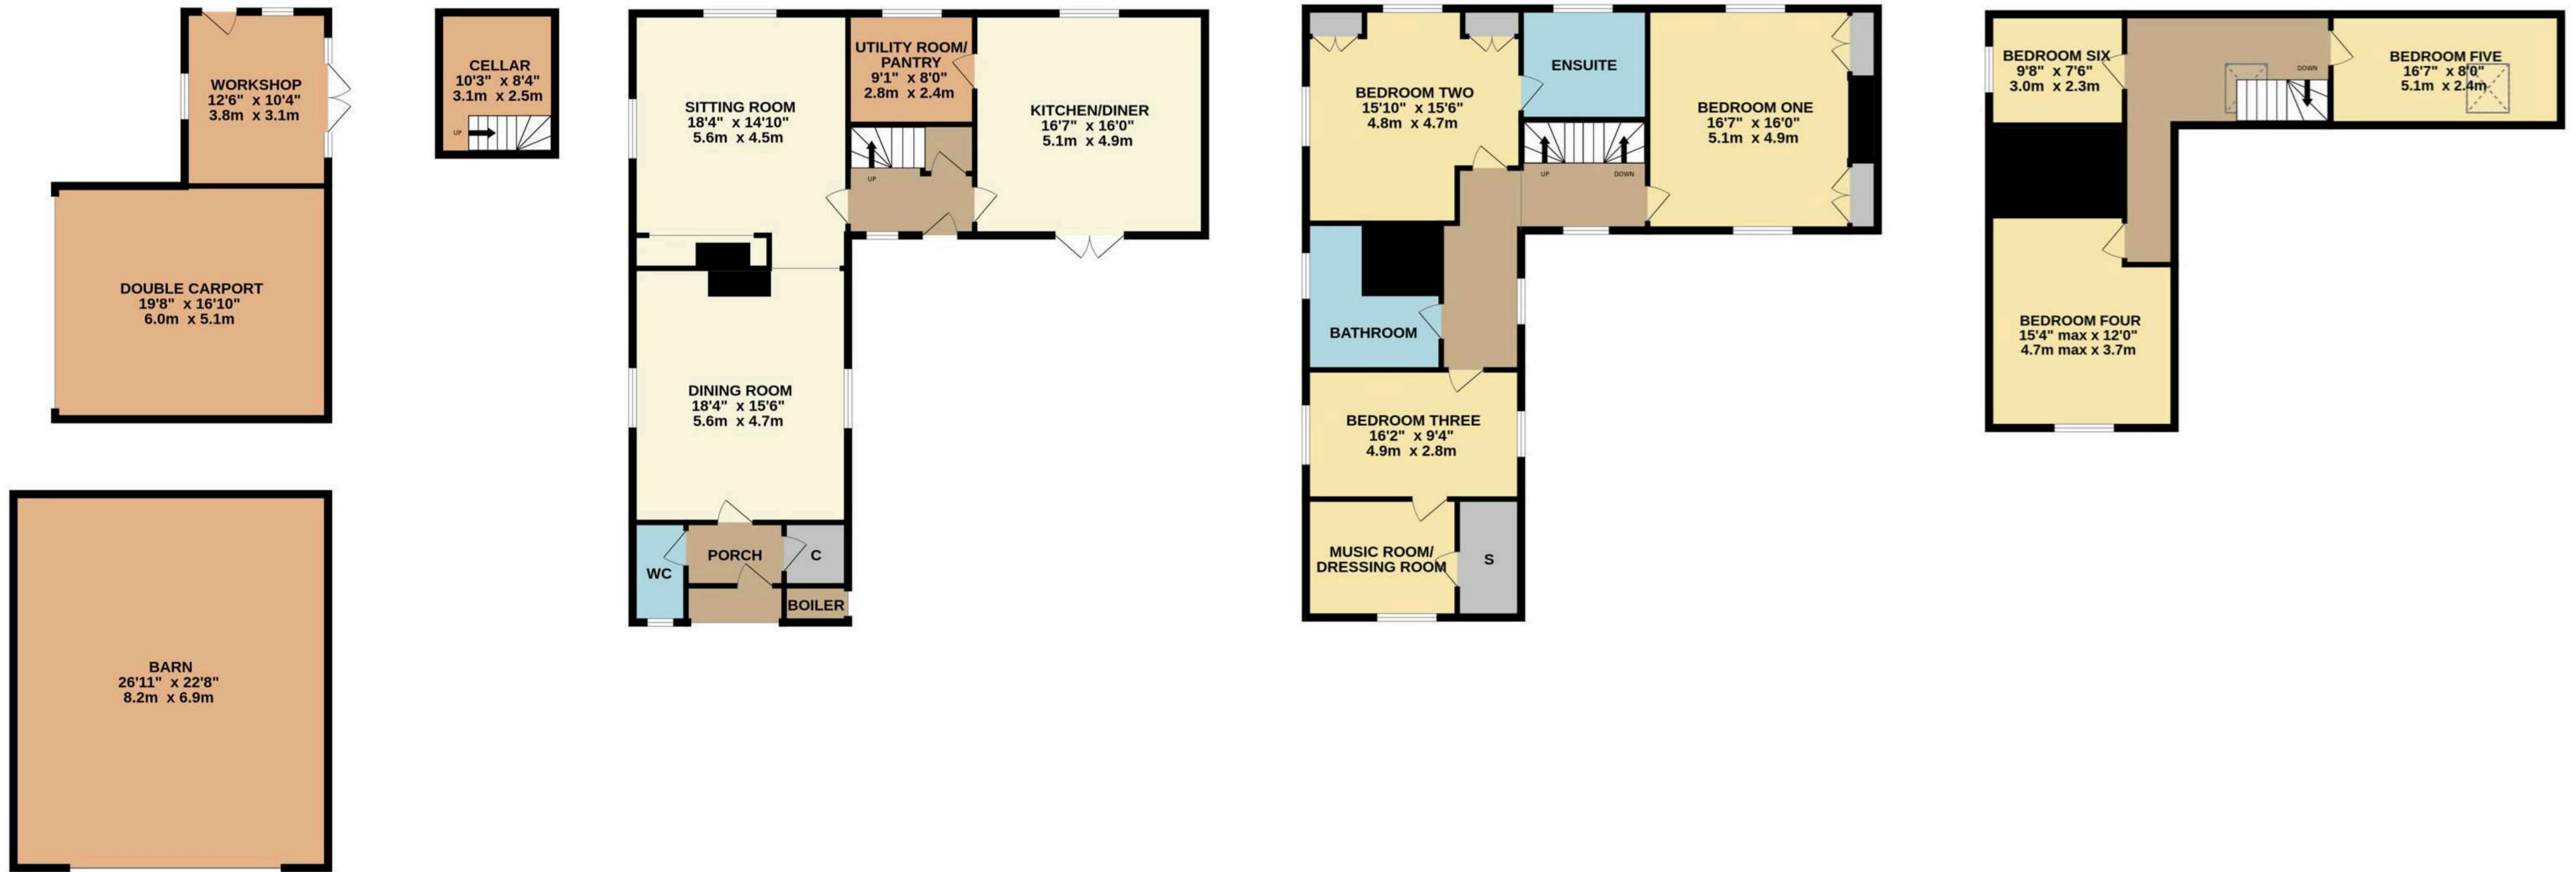 WORKSHOP
12'6" x 10'4"
3.8m x 3.1m
DOUBLE CARPORT
19'8" x 16'10"
6.0m x 5.1m
BARN
26'11" x 22'8"
8.2m x 6.9m
CELLAR
10'3" x 8'4"
3.1m x 2.5m
UP
SITTING ROOM
18'4" x 14'10"
5.6m x 4.5m
UTILITY ROOM/
PANTRY
9'1" x 8'0"
2.8m x 2.4m
KITCHEN/DINER
16'7" x 16'0"
5.1m x 4.9m
UP
DINING ROOM
18'4" x 15'6"
5.6m x 4.7m
WC
PORCH
C
BOILER
BEDROOM TWO
15'10" x 15'6"
4.8m x 4.7m
ENSUITE
BEDROOM ONE
16'7" x 16'0"
5.1m x 4.9m
UP
DOWN
BATHROOM
BEDROOM THREE
16'2" x 9'4"
4.9m x 2.8m
MUSIC ROOM/
DRESSING ROOM
S
BEDROOM SIX
9'8" x 7'6"
3.0m x 2.3m
DOWN
BEDROOM FIVE
16'7" x 8'0"
5.1m x 2.4m
BEDROOM FOUR
15'4" max x 12'0"
4.7m max x 3.7m